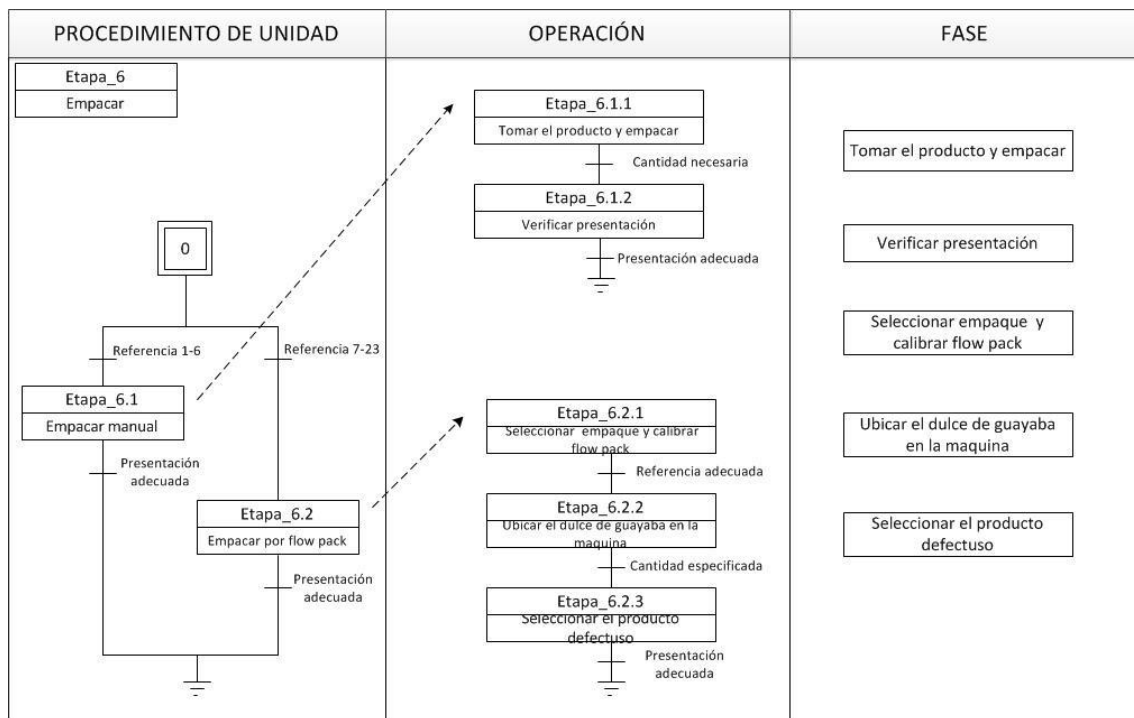 PROCEDIMIENTO DE UNIDAD
OPERACIÓN
FASE
Etapa_6
Empacar
0
Referencia 1-6
Referencia 7-23
Etapa_6.1
Empacar manual
Presentación
adecuada
Etapa_6.2
Empacar por flow pack
Presentación
adecuada
Etapa_6.1.1
Tomar el producto y empacar
Cantidad necesaria
Etapa_6.1.2
Verificar presentación
Presentación adecuada
Etapa_6.2.1
Seleccionar empaque y calibrar
flow pack
Referencia adecuada
Etapa_6.2.2
Ubicar el dulce de guayaba en la
maquina
Cantidad especificada
Etapa_6.2.3
Seleccionar el producto
defectuso
Presentación
adecuada
Tomar el producto y empacar
Verificar presentación
Seleccionar empaque y
calibrar flow pack
Ubicar el dulce de guayaba
en la maquina
Seleccionar el producto
defectuso